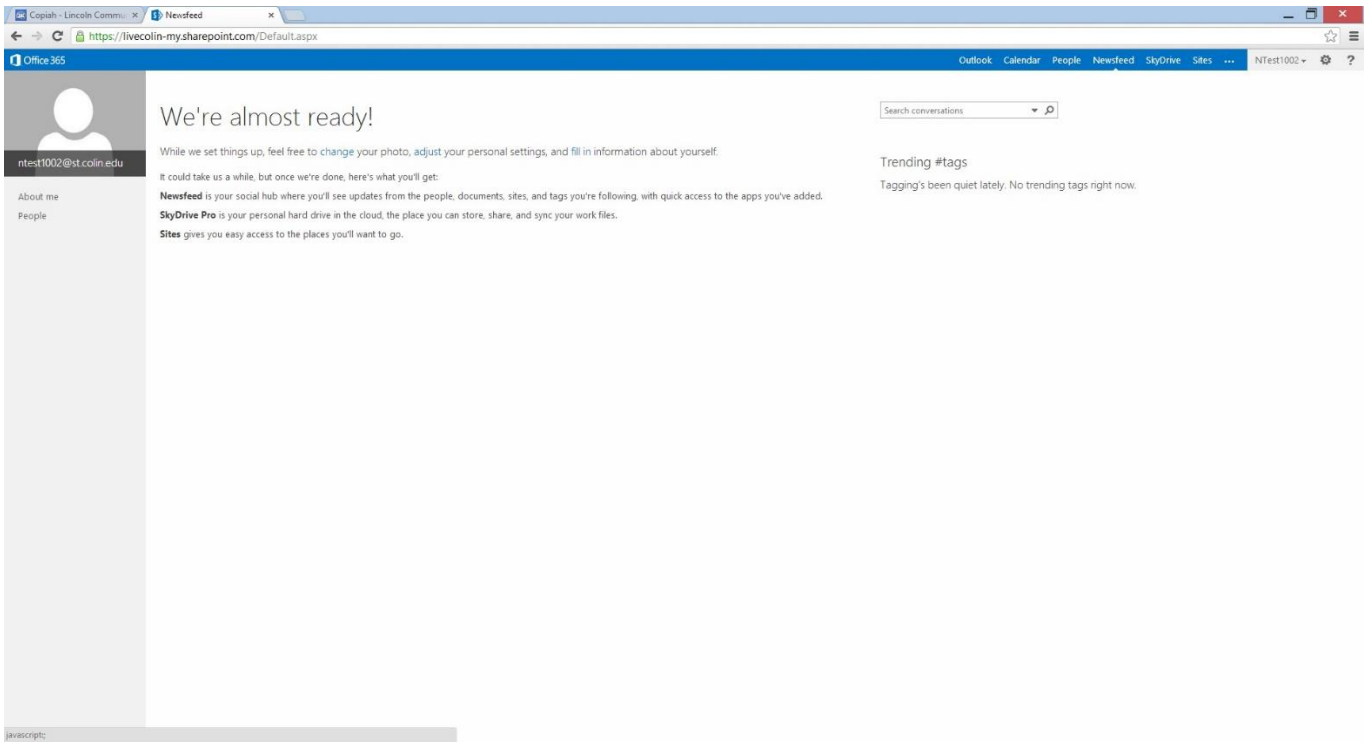 Copiah - Lincoln Commu
Newsfeed
https://livecolin-my.sharepoint.com/Default.aspx
Office 365
Outlook Calendar People Newsfeed SkyDrive Sites ... NTest1002 ?
ntest1002@st.colin.edu
About me
People
We're almost ready!
While we set things up, feel free to change your photo, adjust your personal settings, and fill in information about yourself.
It could take us a while, but once we're done, here's what you'll get:
Newsfeed is your social hub where you'll see updates from the people, documents, sites, and tags you're following, with quick access to the apps you've added.
SkyDrive Pro is your personal hard drive in the cloud, the place you can store, share, and sync your work files.
Sites gives you easy access to the places you'll want to go.
Search conversations
Trending #tags
Tagging's been quiet lately. No trending tags right now.
javascript:;